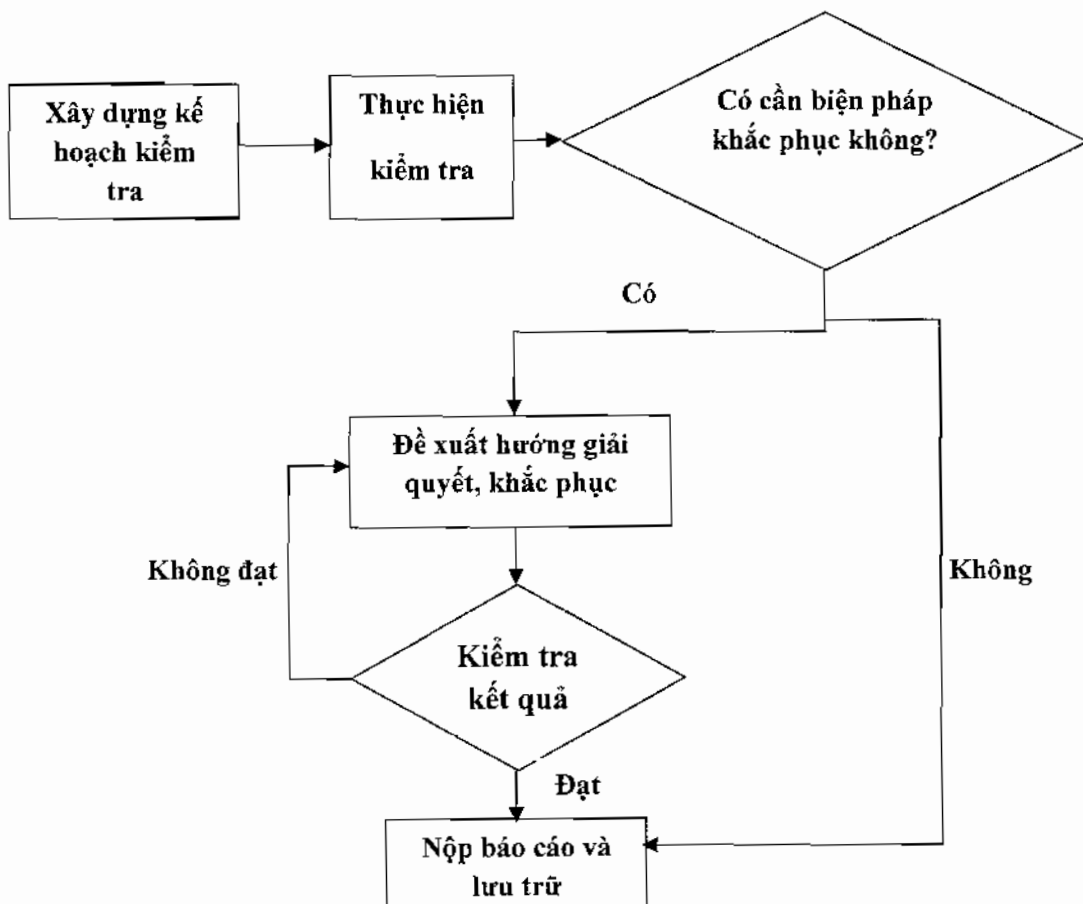 Xây dựng kế
hoạch kiểm
tra
Thực hiện
kiểm tra
Có cần biện pháp
khắc phục không?
Có
Đề xuất hướng giải
quyết, khắc phục
Không đạt
Không
Kiểm tra
kết quả
Đạt
Nộp báo cáo và
lưu trữ